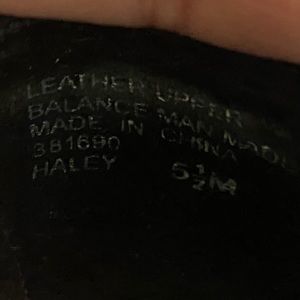 LEATHER UPPER
BALANCE MAN MADE
MADE IN CHINA
381690
HALEY 5½M